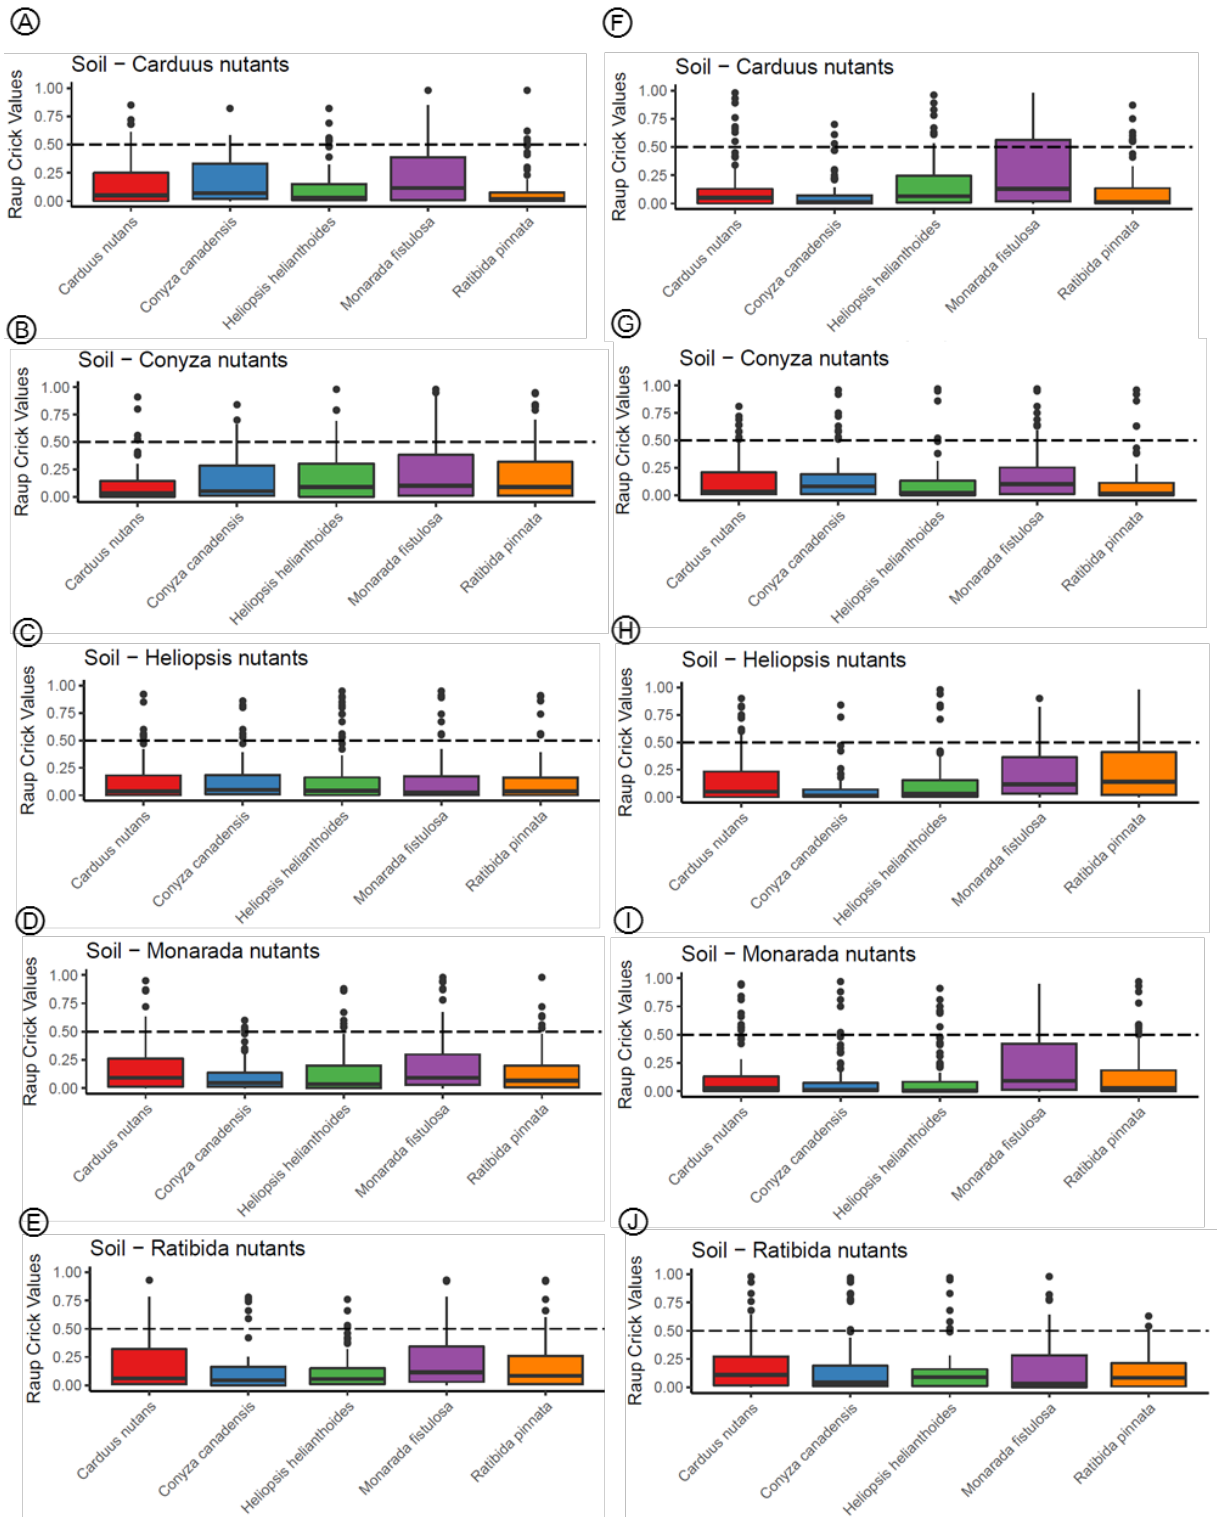 A
Soil − Carduus nutants
Raup Crick Values
1.00
0.75
0.50
0.25
0.00
Carduus nutans
Conyza canadensis
Heliopsis helianthoides
Monarada fistulosa
Ratibida pinnata
B
Soil − Conyza nutants
Raup Crick Values
1.00
0.75
0.50
0.25
0.00
Carduus nutans
Conyza canadensis
Heliopsis helianthoides
Monarada fistulosa
Ratibida pinnata
C
Soil − Heliopsis nutants
Raup Crick Values
1.00
0.75
0.50
0.25
0.00
Carduus nutans
Conyza canadensis
Heliopsis helianthoides
Monarada fistulosa
Ratibida pinnata
D
Soil − Monarada nutants
Raup Crick Values
1.00
0.75
0.50
0.25
0.00
Carduus nutans
Conyza canadensis
Heliopsis helianthoides
Monarada fistulosa
Ratibida pinnata
E
Soil − Ratibida nutants
Raup Crick Values
1.00
0.75
0.50
0.25
0.00
Carduus nutans
Conyza canadensis
Heliopsis helianthoides
Monarada fistulosa
Ratibida pinnata
F
Soil − Carduus nutants
Raup Crick Values
1.00
0.75
0.50
0.25
0.00
Carduus nutans
Conyza canadensis
Heliopsis helianthoides
Monarada fistulosa
Ratibida pinnata
G
Soil − Conyza nutants
Raup Crick Values
1.00
0.75
0.50
0.25
0.00
Carduus nutans
Conyza canadensis
Heliopsis helianthoides
Monarada fistulosa
Ratibida pinnata
H
Soil − Heliopsis nutants
Raup Crick Values
1.00
0.75
0.50
0.25
0.00
Carduus nutans
Conyza canadensis
Heliopsis helianthoides
Monarada fistulosa
Ratibida pinnata
I
Soil − Monarada nutants
Raup Crick Values
1.00
0.75
0.50
0.25
0.00
Carduus nutans
Conyza canadensis
Heliopsis helianthoides
Monarada fistulosa
Ratibida pinnata
J
Soil − Ratibida nutants
Raup Crick Values
1.00
0.75
0.50
0.25
0.00
Carduus nutans
Conyza canadensis
Heliopsis helianthoides
Monarada fistulosa
Ratibida pinnata